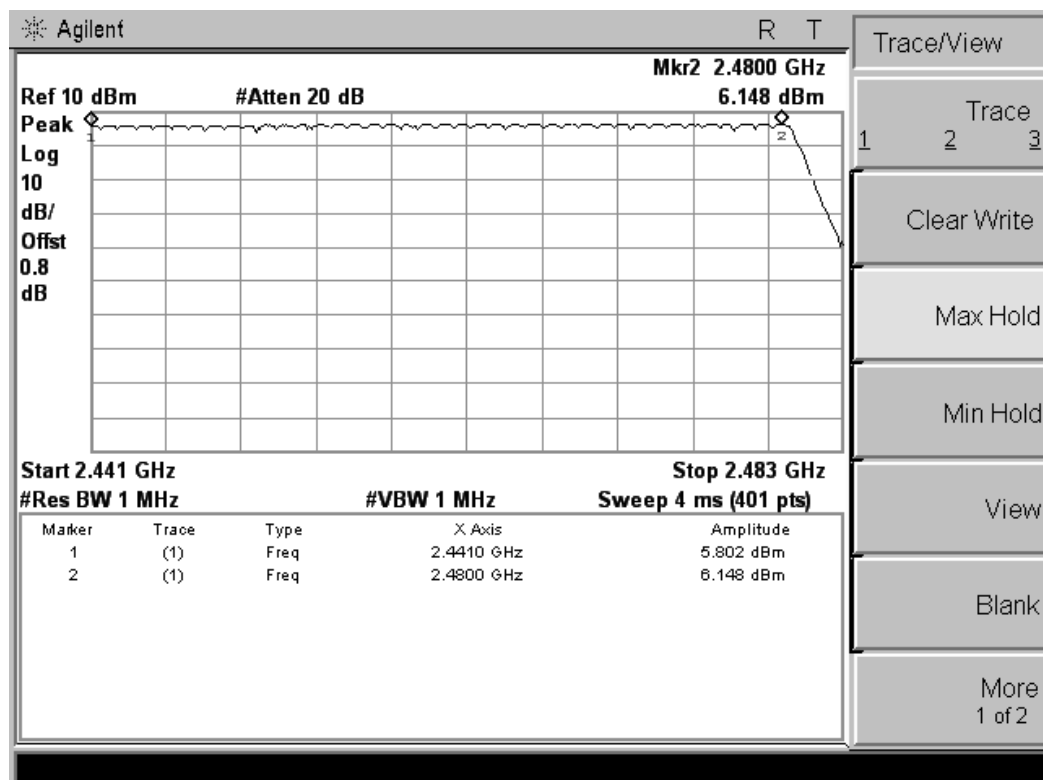 Agilent R T
Mkr2 2.4800 GHz
Ref 10 dBm #Atten 20 dB 6.148 dBm
Peak
Log
10
dB/
Offst
0.8
dB
1
2
Start 2.441 GHz Stop 2.483 GHz
#Res BW 1 MHz #VBW 1 MHz Sweep 4 ms (401 pts)
Marker Trace Type X Axis Amplitude
1 (1) Freq 2.4410 GHz 5.802 dBm
2 (1) Freq 2.4800 GHz 6.148 dBm
Trace/View
Trace
1 2 3
Clear Write
Max Hold
Min Hold
View
Blank
More
1 of 2